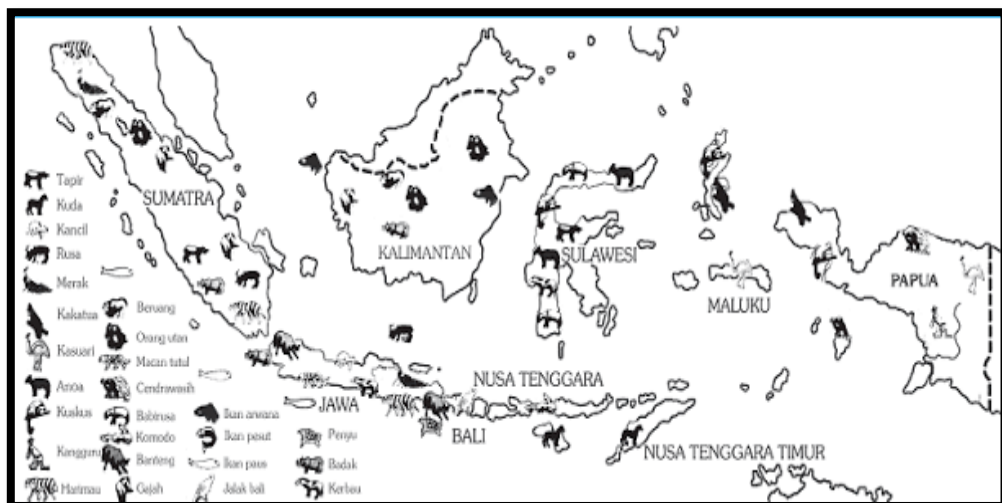 SUMATRA
KALIMANTAN
SULAWESI
MALUKU
PAPUA
JAWA
BALI
NUSA TENGGARA
NUSA TENGGARA TIMUR
Tapir
Kuda
Kancil
Rusa
Merak
Kakatua
Kasuari
Anoa
Kuskus
Kangguru
Harimau
Beruang
Orang utan
Macan tutul
Cendrawasih
Babirusa
Komodo
Banteng
Gajah
Ikan arwana
Ikan pesut
Ikan paus
Jalak bali
Penyu
Badak
Kerbau